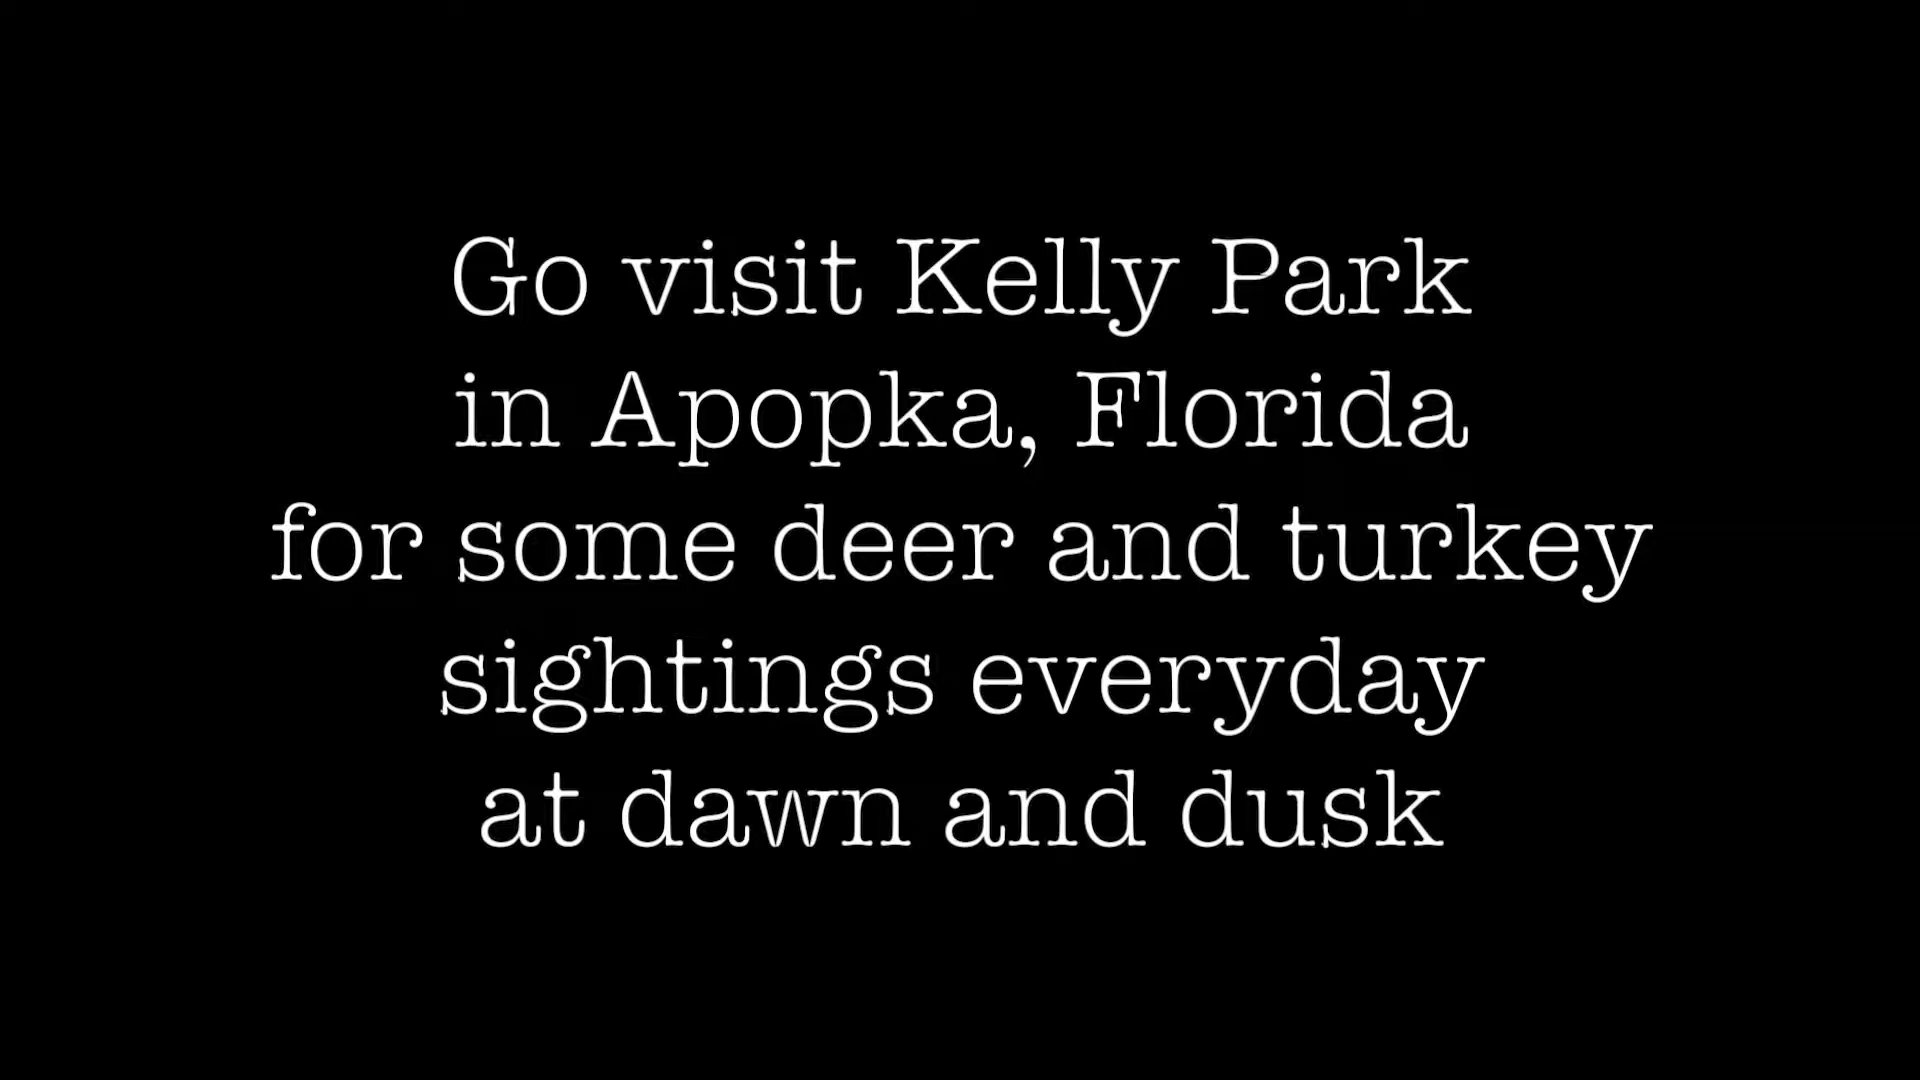 Go visit Kelly Park
in Apopka, Florida
for some deer and turkey
sightings everyday
at dawn and dusk